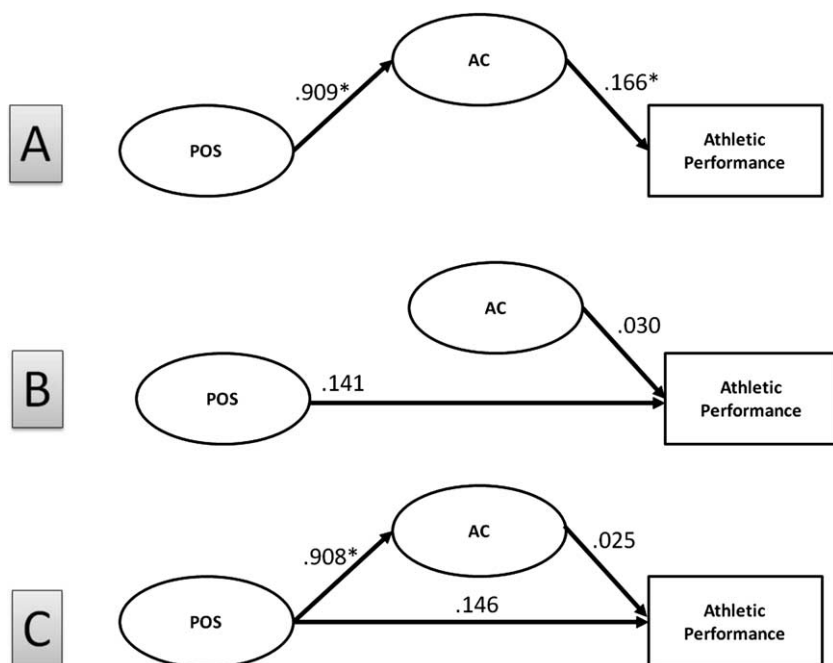 AC
.909*
.166*
A
POS
Athletic
Performance
AC
.030
B
.141
POS
Athletic
Performance
AC
.908*
.025
.146
C
POS
Athletic
Performance